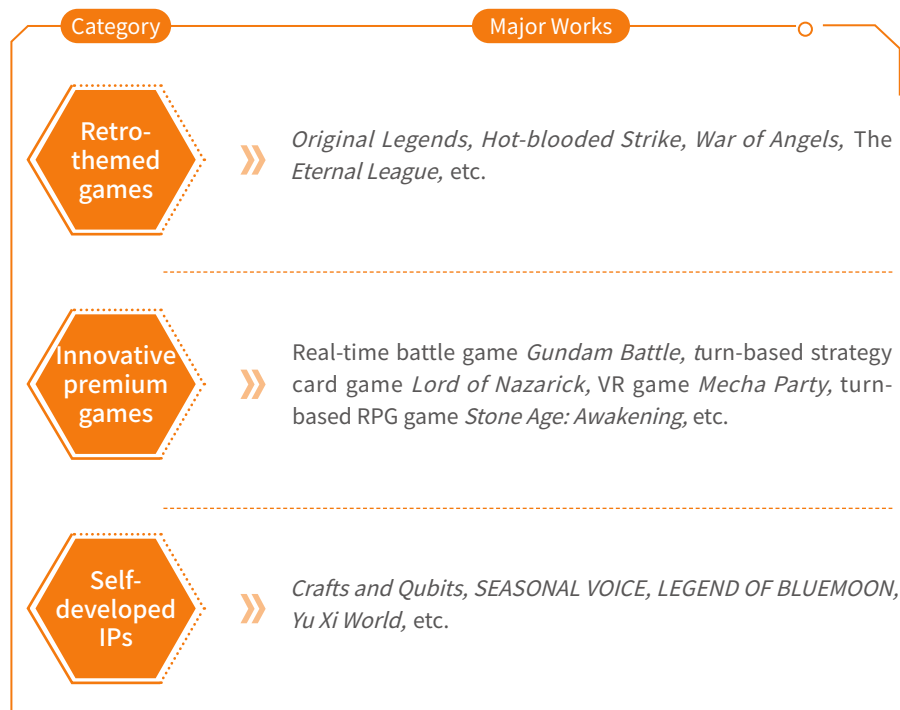 Category
Major Works
Retro-
themed
games
Original Legends, Hot-blooded Strike, War of Angels, The
Eternal League, etc.
Innovative
premium
games
Real-time battle game Gundam Battle, turn-based strategy
card game Lord of Nazarick, VR game Mecha Party, turn-
based RPG game Stone Age: Awakening, etc.
Self-
developed
IPs
Crafts and Qubits, SEASONAL VOICE, LEGEND OF BLUEMOON,
Yu Xi World, etc.